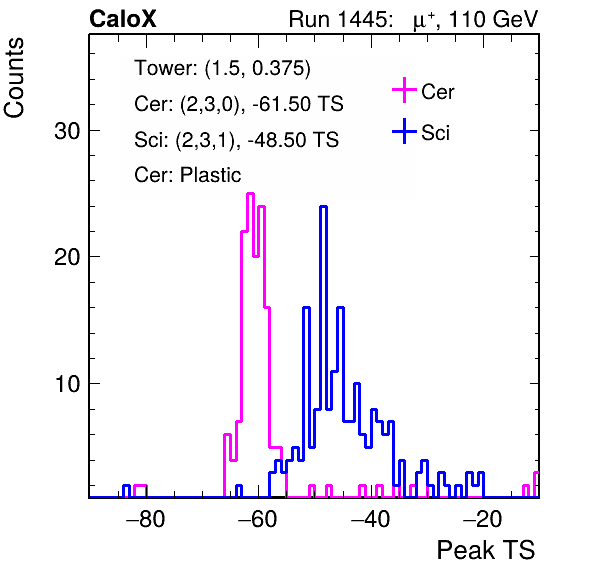 CaloX Run 1445: μ⁺, 110 GeV
Counts
Tower: (1.5, 0.375)
Cer: (2,3,0), -61.50 TS
Sci: (2,3,1), -48.50 TS
Cer: Plastic
Cer
Sci
30
20
10
−80 −60 −40 −20
Peak TS